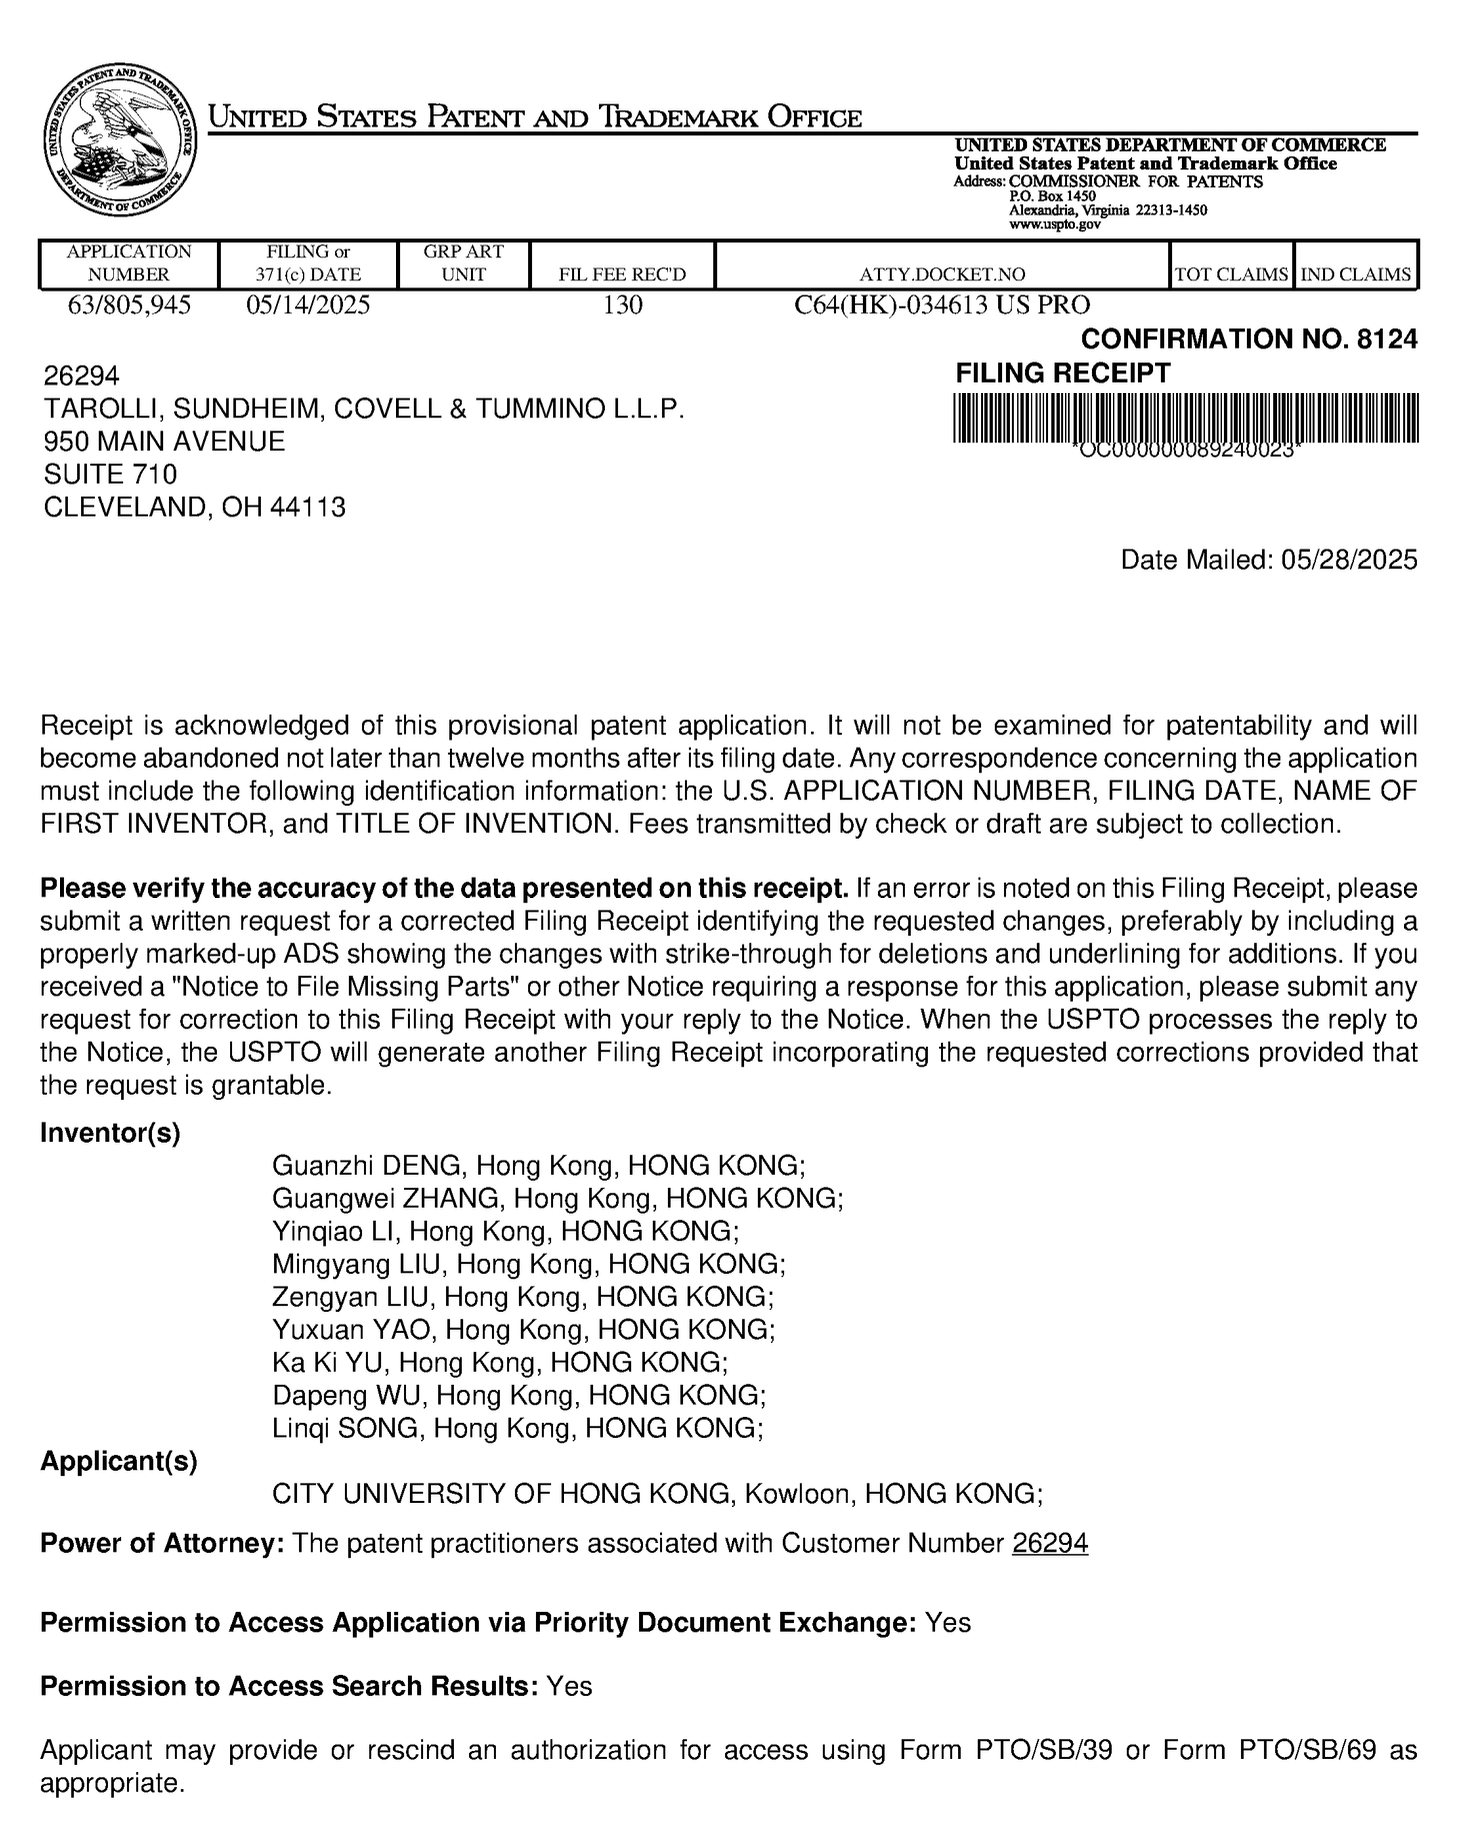 UNITED STATES PATENT AND TRADEMARK OFFICE
DEPARTMENT OF COMMERCE
UNITED STATES PATENT AND TRADEMARK OFFICE
UNITED STATES DEPARTMENT OF COMMERCE
United States Patent and Trademark Office
Address: COMMISSIONER FOR PATENTS
P.O. Box 1450
Alexandria, Virginia 22313-1450
www.uspto.gov
APPLICATION NUMBER FILING or 371(c) DATE GRP ART UNIT FIL FEE REC'D ATTY.DOCKET.NO TOT CLAIMS IND CLAIMS
63/805,945 05/14/2025 130 C64(HK)-034613 US PRO
CONFIRMATION NO. 8124
26294
TAROLLI, SUNDHEIM, COVELL & TUMMINO L.L.P.
950 MAIN AVENUE
SUITE 710
CLEVELAND, OH 44113
FILING RECEIPT
*OC000000089240023*
Date Mailed: 05/28/2025
Receipt is acknowledged of this provisional patent application. It will not be examined for patentability and will
become abandoned not later than twelve months after its filing date. Any correspondence concerning the application
must include the following identification information: the U.S. APPLICATION NUMBER, FILING DATE, NAME OF
FIRST INVENTOR, and TITLE OF INVENTION. Fees transmitted by check or draft are subject to collection.
Please verify the accuracy of the data presented on this receipt. If an error is noted on this Filing Receipt, please
submit a written request for a corrected Filing Receipt identifying the requested changes, preferably by including a
properly marked-up ADS showing the changes with strike-through for deletions and underlining for additions. If you
received a "Notice to File Missing Parts" or other Notice requiring a response for this application, please submit any
request for correction to this Filing Receipt with your reply to the Notice. When the USPTO processes the reply to
the Notice, the USPTO will generate another Filing Receipt incorporating the requested corrections provided that
the request is grantable.
Inventor(s)
Guanzhi DENG, Hong Kong, HONG KONG;
Guangwei ZHANG, Hong Kong, HONG KONG;
Yinqiao LI, Hong Kong, HONG KONG;
Mingyang LIU, Hong Kong, HONG KONG;
Zengyan LIU, Hong Kong, HONG KONG;
Yuxuan YAO, Hong Kong, HONG KONG;
Ka Ki YU, Hong Kong, HONG KONG;
Dapeng WU, Hong Kong, HONG KONG;
Linqi SONG, Hong Kong, HONG KONG;
Applicant(s)
CITY UNIVERSITY OF HONG KONG, Kowloon, HONG KONG;
Power of Attorney: The patent practitioners associated with Customer Number 26294
Permission to Access Application via Priority Document Exchange: Yes
Permission to Access Search Results: Yes
Applicant may provide or rescind an authorization for access using Form PTO/SB/39 or Form PTO/SB/69 as
appropriate.